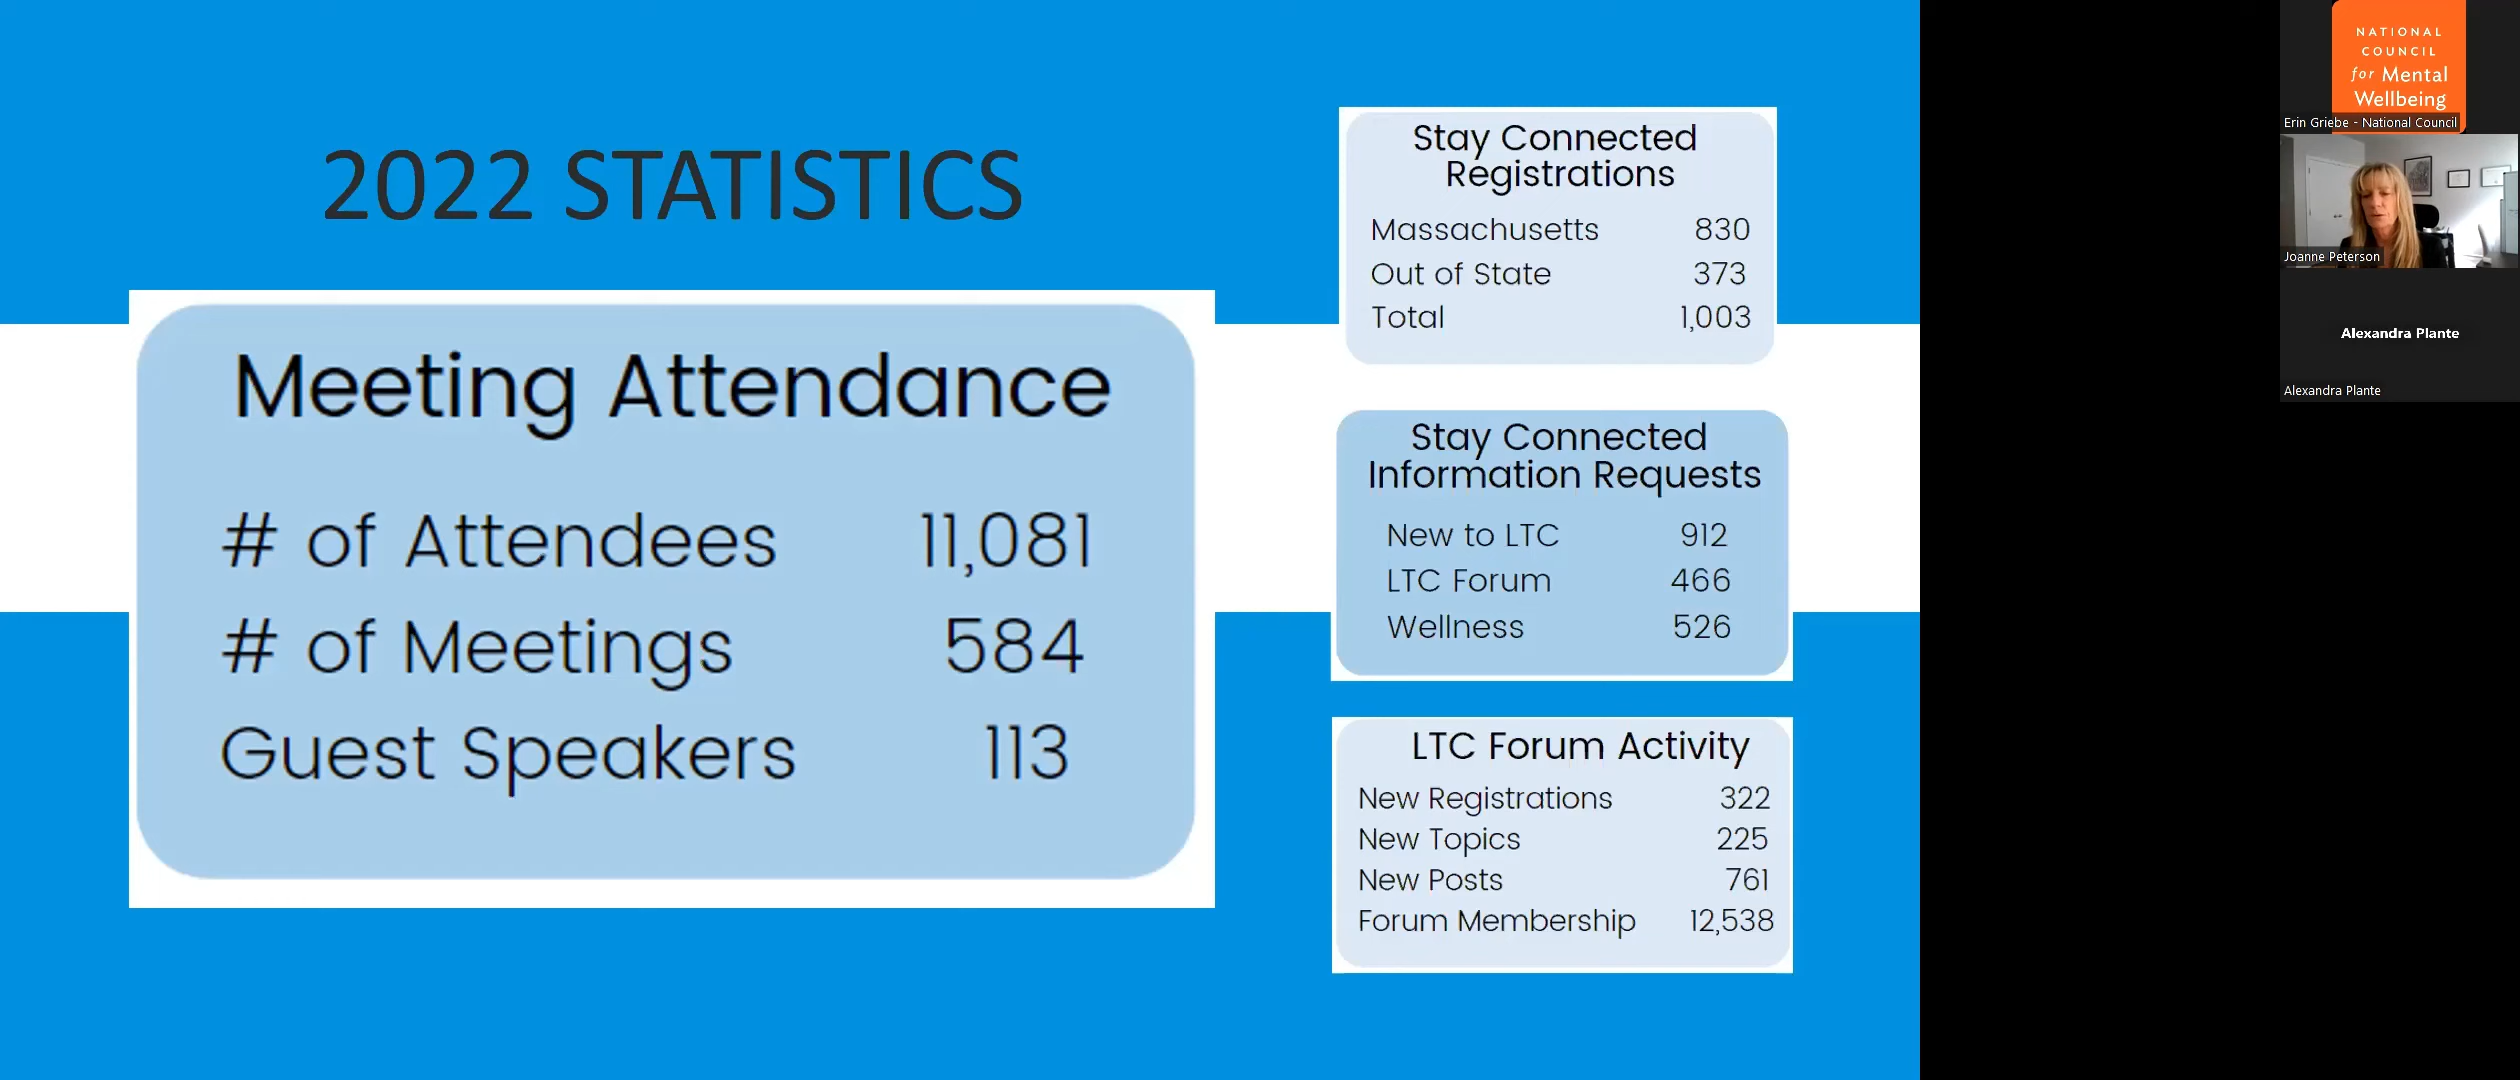 2022 STATISTICS
Meeting Attendance
# of Attendees 11,081
# of Meetings 584
Guest Speakers 113
Stay Connected
Registrations
Massachusetts 830
Out of State 373
Total 1,003
Stay Connected
Information Requests
New to LTC 912
LTC Forum 466
Wellness 526
LTC Forum Activity
New Registrations 322
New Topics 225
New Posts 761
Forum Membership 12,538
NATIONAL
COUNCIL
for Mental
Wellbeing
Erin Griebe - National Council
Joanne Peterson
Alexandra Plante
Alexandra Plante